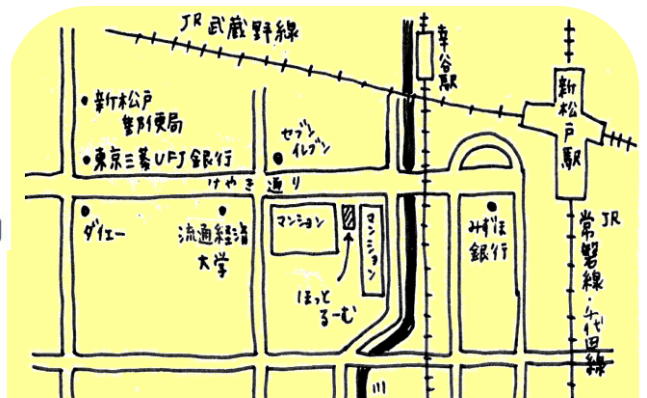 JR 武蔵野線
幸谷駅
新松戸駅
新松戸
郵便局
セブン
イレブン
東京三菱UFJ銀行
けやき通り
ダイエー
流通経済
大学
マンション
マンション
みずほ
銀行
ほっと
るーむ
JR
常磐線・千代田線
川